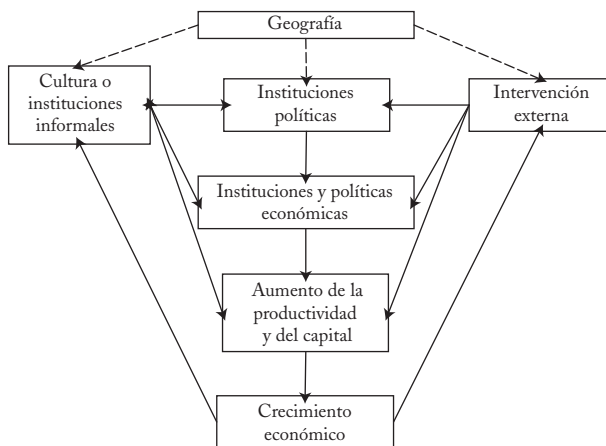 Geografía
Cultura o
instituciones
informales
Instituciones
políticas
Intervención
externa
Instituciones y políticas
económicas
Aumento de la
productividad
y del capital
Crecimiento
económico